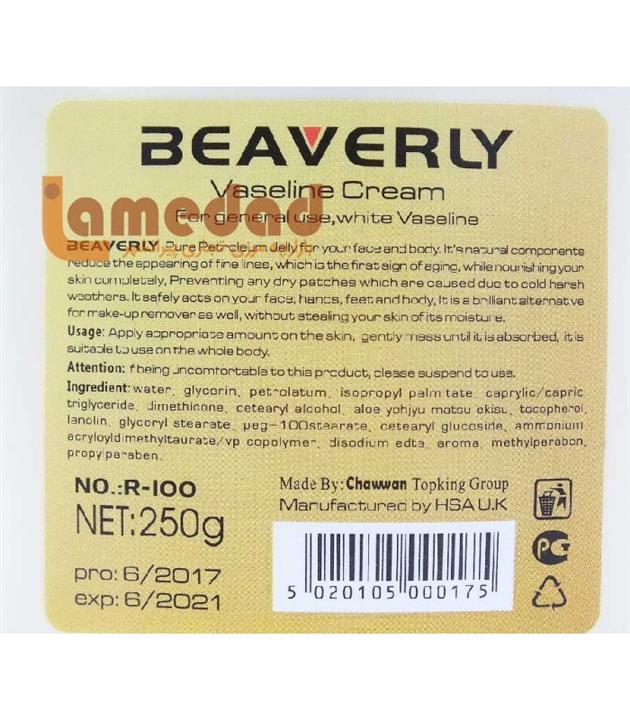 BEAVERLY
Vaseline Cream
For general use,white Vaseline
BEAVERLY Pure Petroleum Jelly for your face and body. It's natural components
reduce the appearing of fine lines, which is the first sign of aging, while nourishing your
skin completely, Preventing any dry patches which are caused due to cold harsh
weathers. It safely acts on your face, hands, feet and body, It is a brilliant alternative
for make-up remover as well, without stealing your skin of its moisture.
Usage: Apply appropriate amount on the skin, gently mass until it is absorbed, it is
suitable to use on the whole body.
Attention: f being uncomfortable to this product, please suspend to use.
Ingredient: water, glycerin, petrolatum, isopropyl palmtate, caprylic/capric
triglyceride, dimethicone, cetearyl alcohol, aloe yohjyu matsu ekisu, tocopherol,
lanolin, glyceryl stearate, peg-100stearate, cetearyl glucoside, ammonium
acryloyldimethyltaurate/vp copolymer, disodium edta, aroma, methylparaben,
propylparaben.
NO.:R-100
NET:250g
pro: 6/2017
exp: 6/2021
Made By: Chawwan Topking Group
Manufactured by HSA U.K
5 020105 000175
PG
lamedad